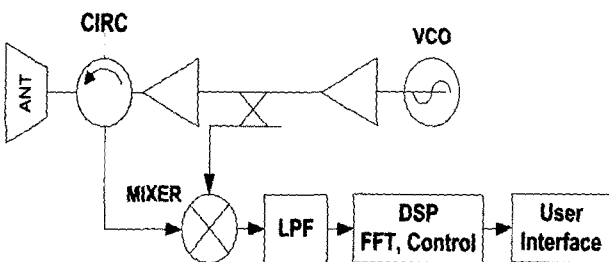 CIRC
VCO
ANT
MIXER
LPF
DSP
FFT, Control
User
Interface